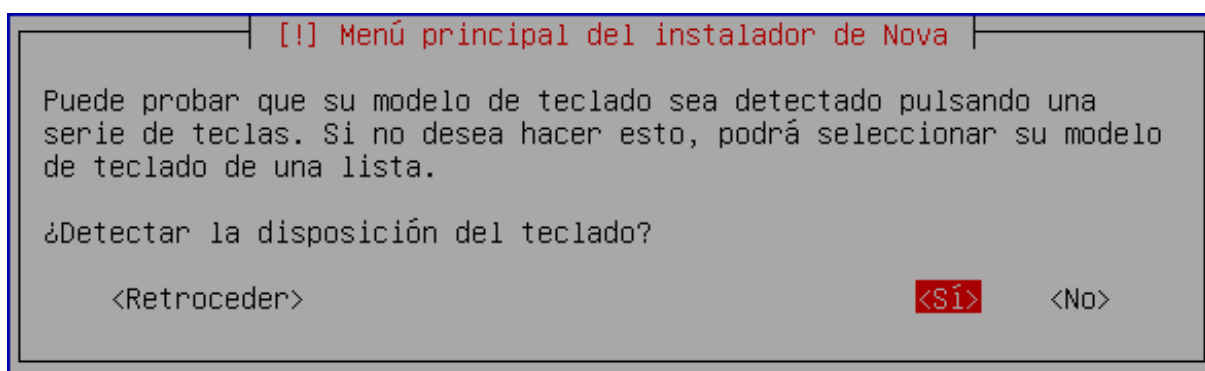 [!] Menú principal del instalador de Nova
Puede probar que su modelo de teclado sea detectado pulsando una
serie de teclas. Si no desea hacer esto, podrá seleccionar su modelo
de teclado de una lista.
¿Detectar la disposición del teclado?
<Retroceder> <Sí> <No>